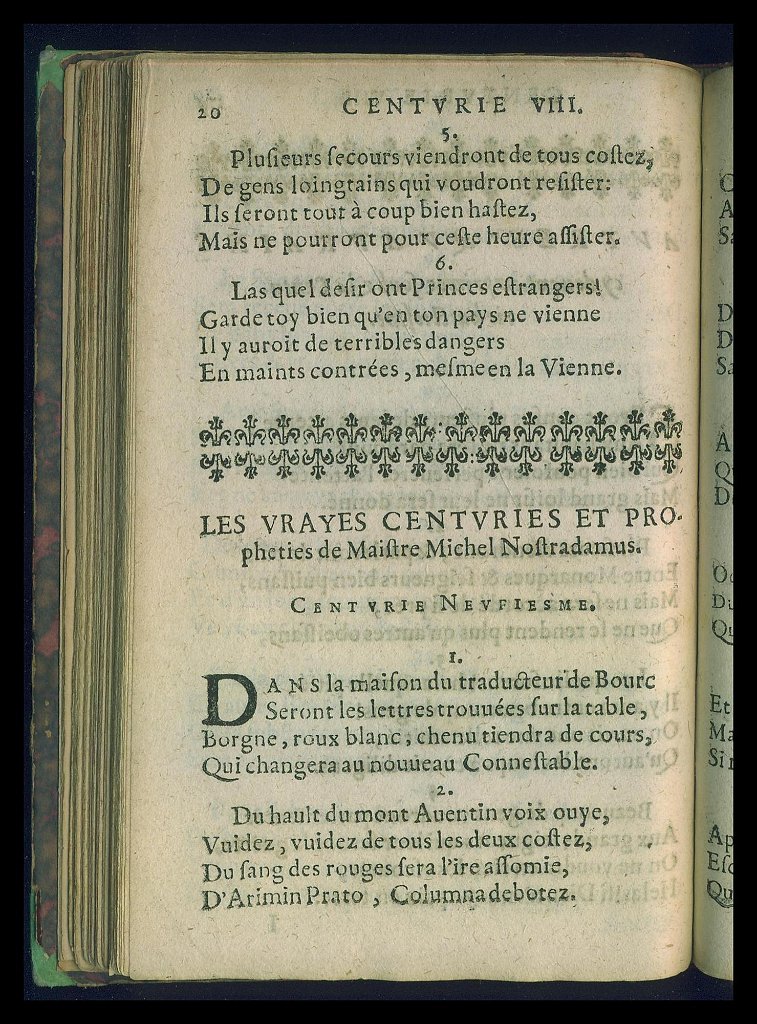 20 CENTVRIE VIII.
5.
Pluſieurs ſecours viendront de tous coſtez,
De gens loingtains qui voudront reſiſter:
Ils ſeront tout à coup bien haſtez,
Mais ne pourront pour ceſte heure aſſiſter.
6.
Las quel deſir ont Princes eſtrangers!
Garde toy bien qu'en ton pays ne vienne
Il y auroit de terribles dangers
En maints contrées, meſme en la Vienne.
LES VRAYES CENTVRIES ET PRO-
pheties de Maiſtre Michel Noſtradamus.
CENTVRIE NEVFIESME.
1.
DANS la maiſon du traducteur de Bourc
Seront les lettres trouuées ſur la table,
Borgne, roux blanc, chenu tiendra de cours,
Qui changera au nouueau Conneſtable.
2.
Du hault du mont Auentin voix ouye,
Vuidez, vuidez de tous les deux coſtez,
Du ſang des rouges ſera l'ire aſſomie,
D'Arimin Prato, Columna debotez.